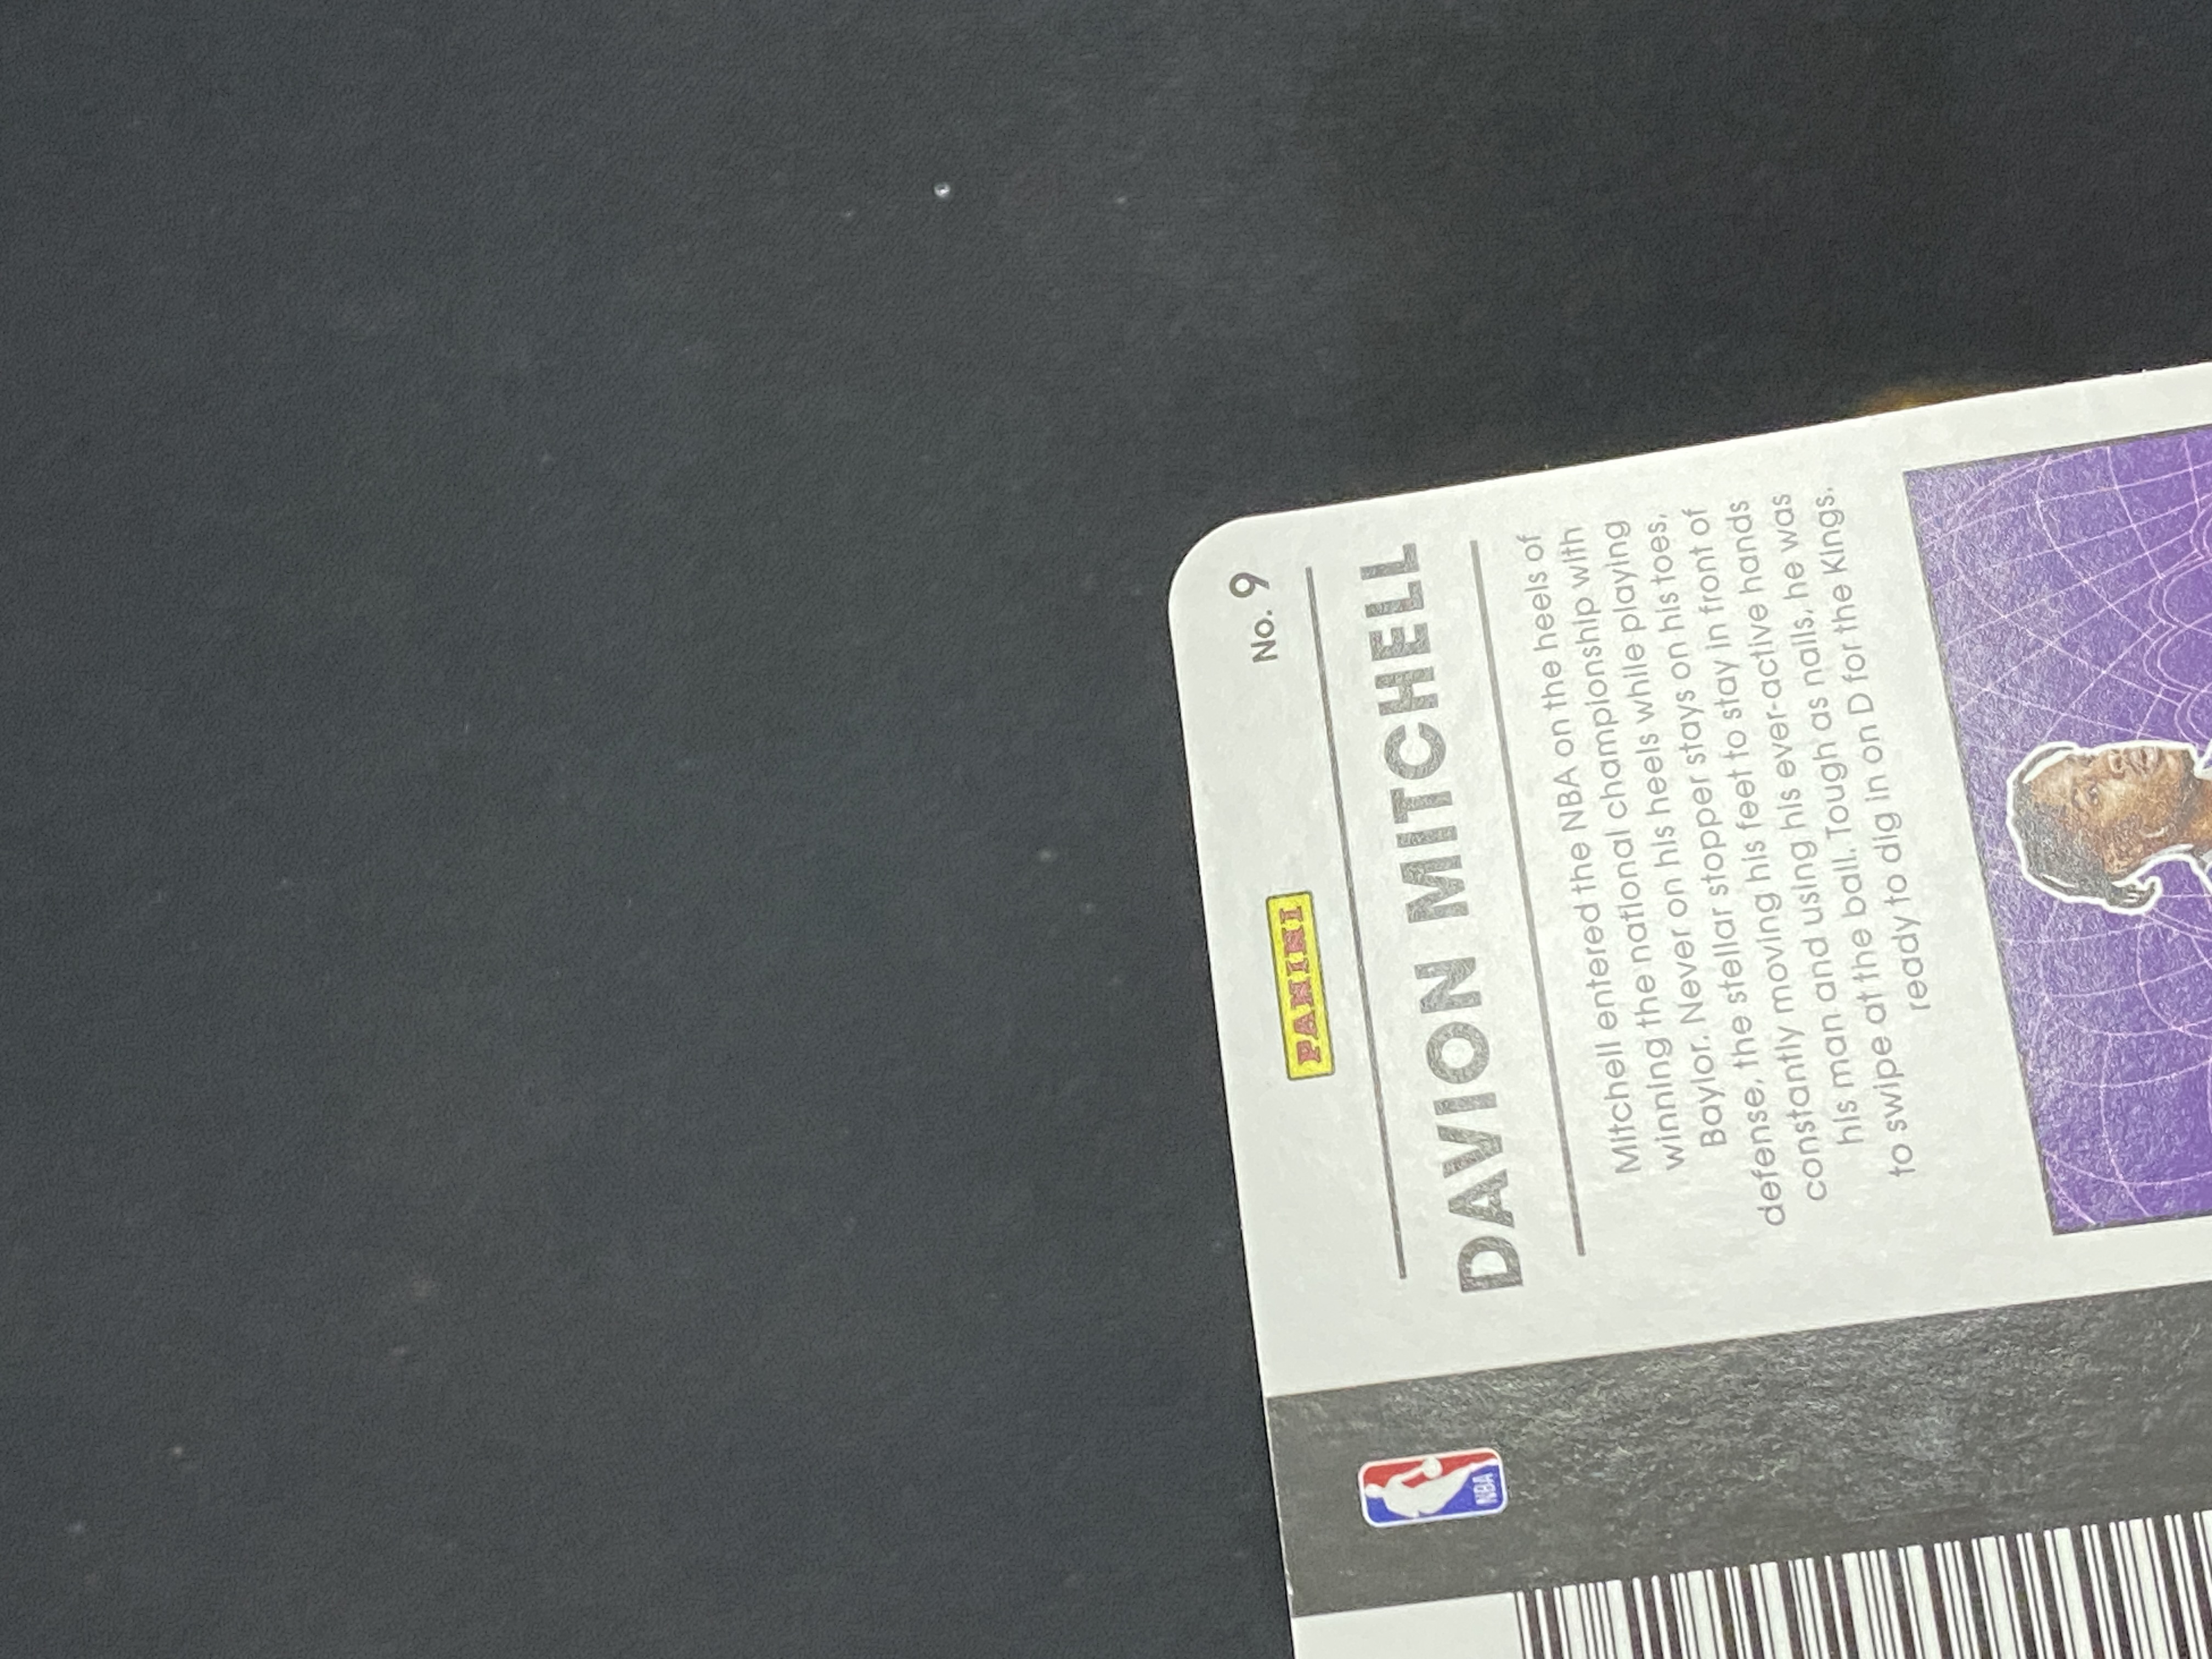 No. 9
PANINI
DAVION MITCHELL
Mitchell entered the NBA on the heels of
winning the national championship with
Baylor. Never on his heels while playing
defense, the stellar stopper stays on his toes,
constantly moving his feet to stay in front of
his man and using his ever-active hands
to swipe at the ball. Tough as nails, he was
ready to dig in on D for the Kings.
NBA